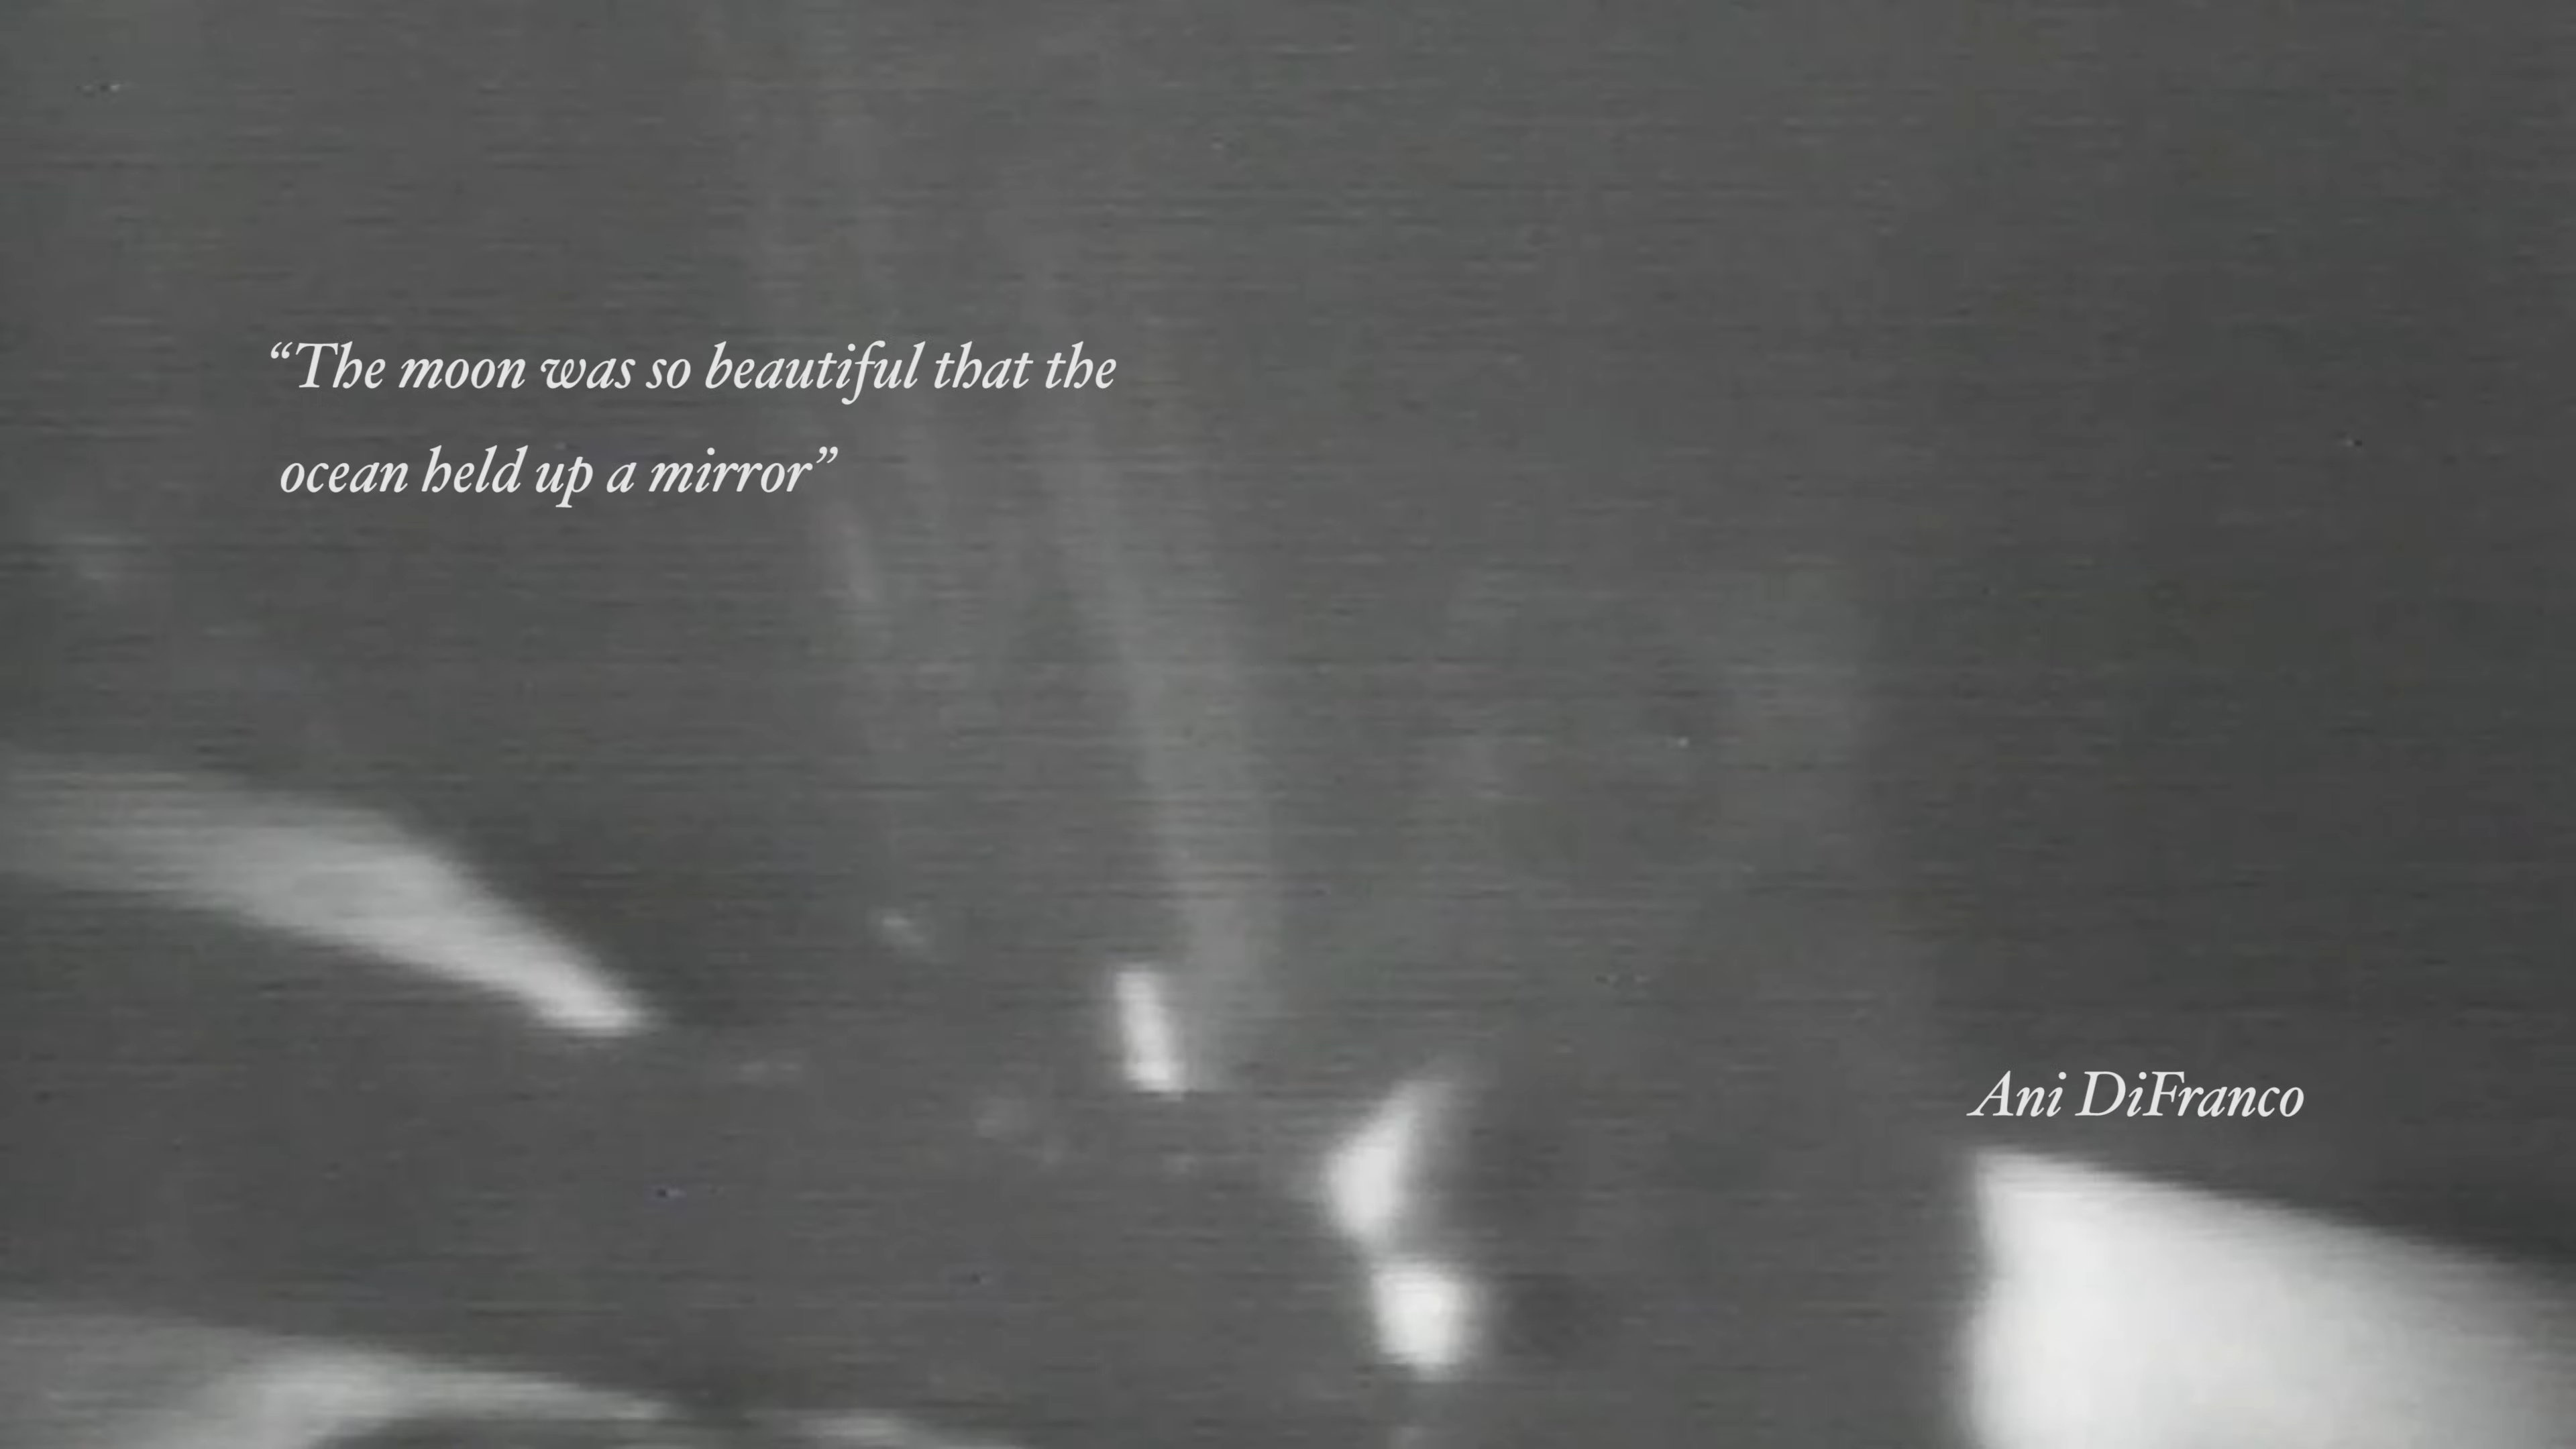 “The moon was so beautiful that the
ocean held up a mirror”
Ani DiFranco